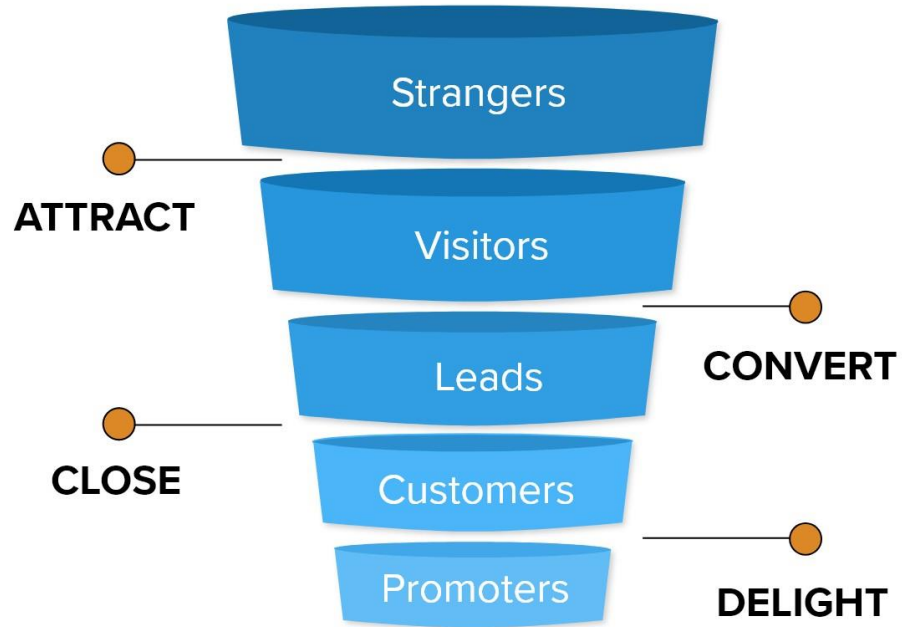 Strangers
ATTRACT
Visitors
CONVERT
Leads
CLOSE
Customers
DELIGHT
Promoters